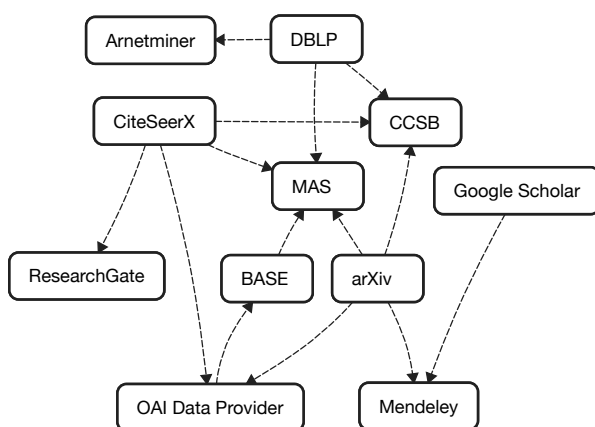 Arnetminer
DBLP
CiteSeerX
CCSB
MAS
Google Scholar
ResearchGate
BASE
arXiv
OAI Data Provider
Mendeley